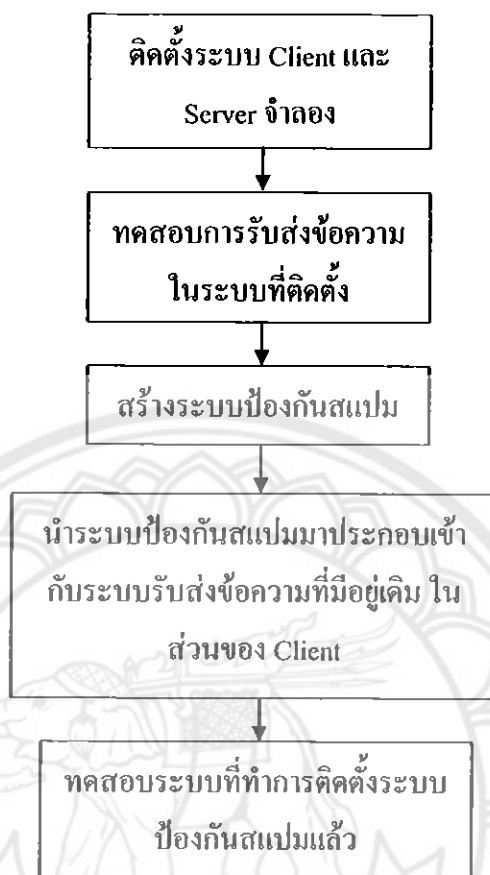 ติดตั้งระบบ Client และ
Server จำลอง
ทดสอบการรับส่งข้อความ
ในระบบที่ติดตั้ง
สร้างระบบป้องกันสแปม
นำระบบป้องกันสแปมมาประกอบเข้า
กับระบบรับส่งข้อความที่มีอยู่เดิม ใน
ส่วนของ Client
ทดสอบระบบที่ทำการติดตั้งระบบ
ป้องกันสแปมแล้ว